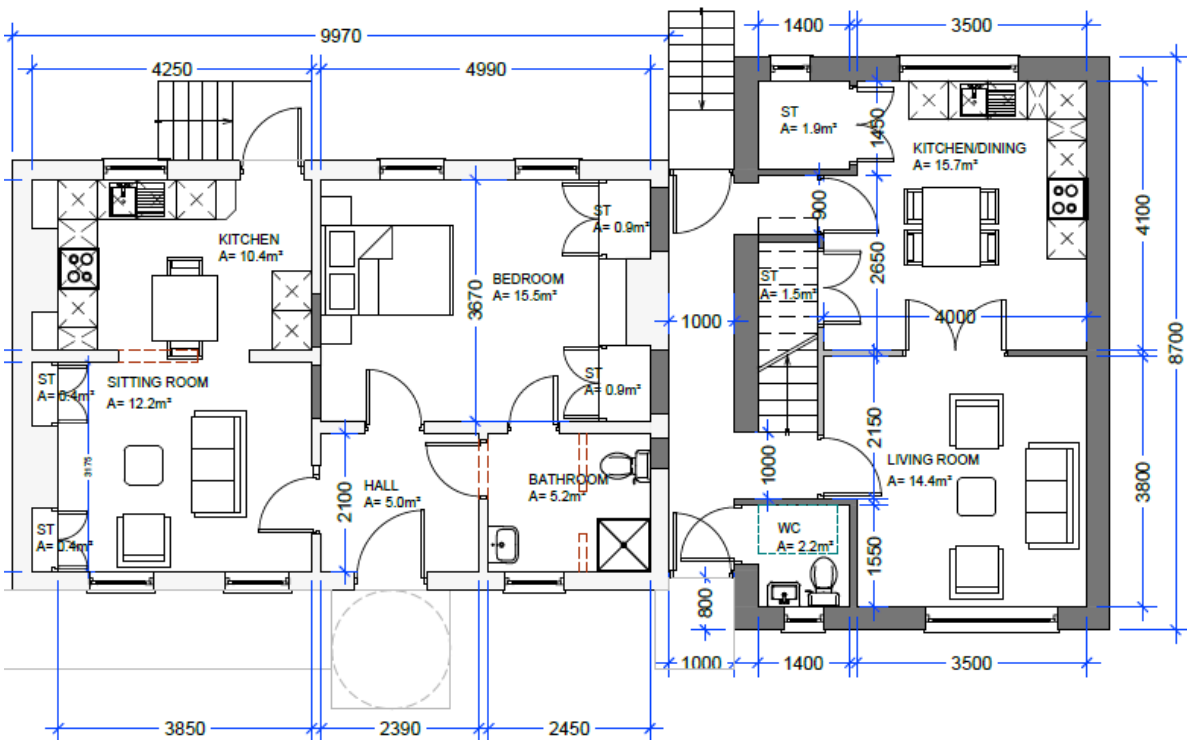 1400
3500
9970
4250
4990
ST
A= 1.9m²
1450
KITCHEN/DINING
A= 15.7m²
900
ST
0.9m²
KITCHEN
A= 10.4m²
BEDROOM
A= 15.5m²
3670
2650
4100
ST
A= 1.5m²
1000
4000
8700
ST
A= 0.4m²
SITTING ROOM
A= 12.2m²
ST
0.9m²
3175
2150
LIVING ROOM
A= 14.4m²
1000
3800
HALL
A= 5.0m²
BATHROOM
A= 5.2m²
2100
ST
A= 0.4m²
WC
A= 2.2m²
1550
800
1000
1400
3500
3850
2390
2450